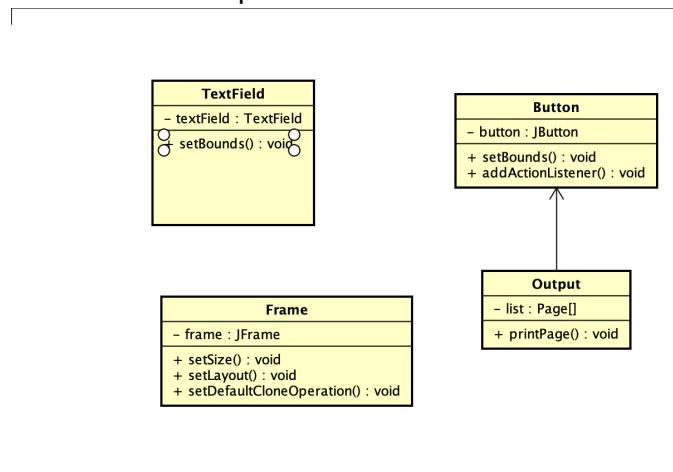 TextField
- textField : TextField
+ setBounds() : void
Button
- button : JButton
+ setBounds() : void
+ addActionListener() : void
Output
- list : Page[]
+ printPage() : void
Frame
- frame : JFrame
+ setSize() : void
+ setLayout() : void
+ setDefaultCloneOperation() : void